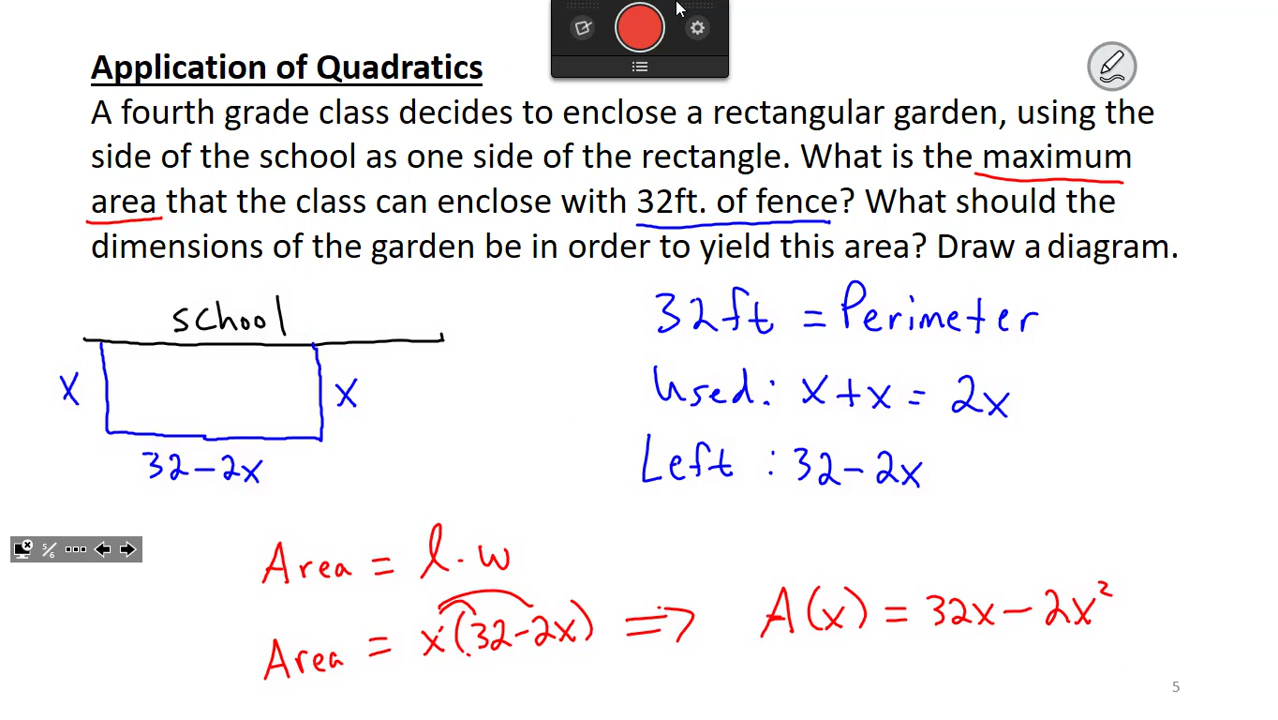 Application of Quadratics
A fourth grade class decides to enclose a rectangular garden, using the
side of the school as one side of the rectangle. What is the maximum
area that the class can enclose with 32ft. of fence? What should the
dimensions of the garden be in order to yield this area? Draw a diagram.
school
x
x
32-2x
32ft = Perimeter
Used: x+x = 2x
Left : 32-2x
5/6
Area = l·w
Area = x(32-2x) ⟹ A(x) = 32x-2x²
5